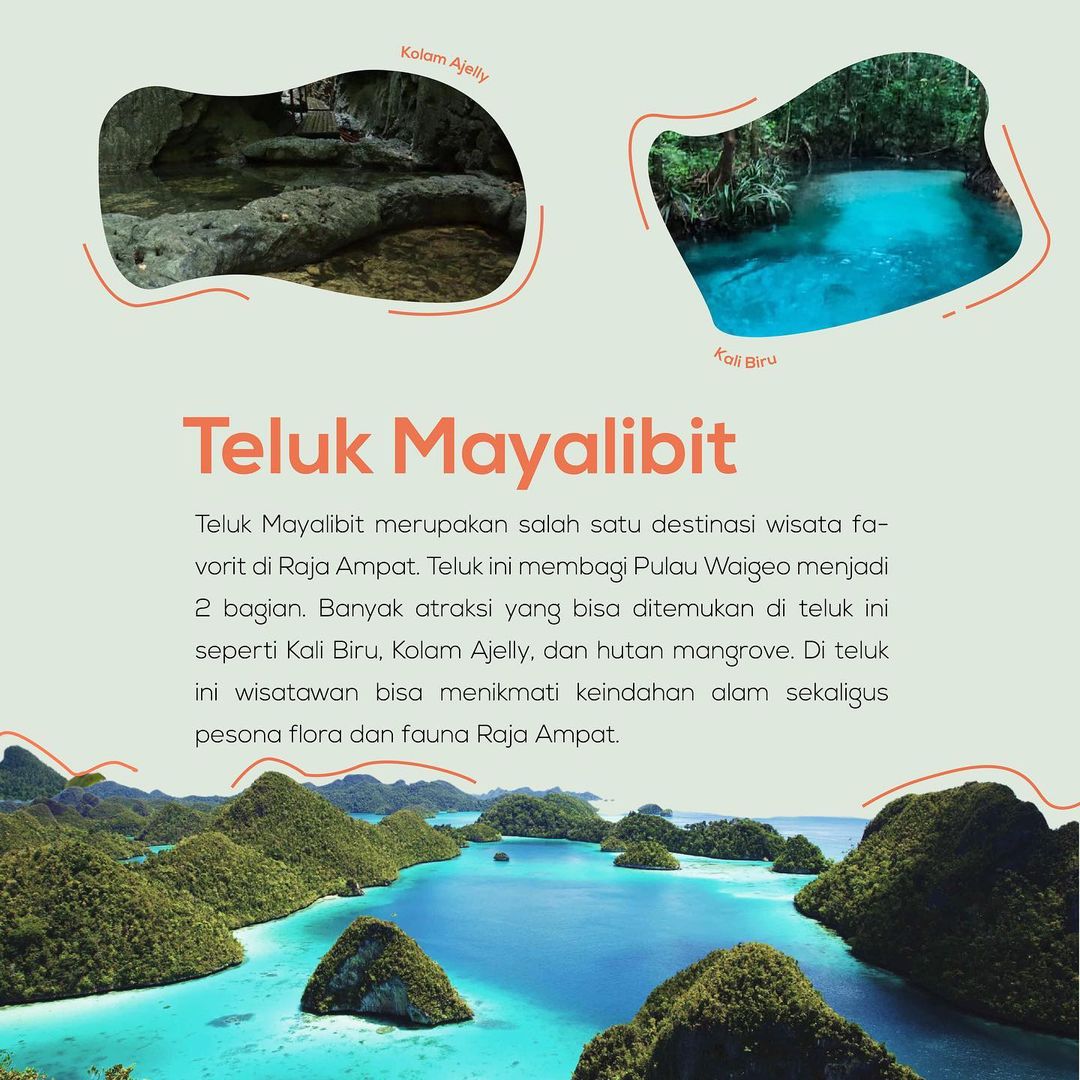 Kolam Ajelly
Kali Biru
Teluk Mayalibit
Teluk Mayalibit merupakan salah satu destinasi wisata fa-
vorit di Raja Ampat. Teluk ini membagi Pulau Waigeo menjadi
2 bagian. Banyak atraksi yang bisa ditemukan di teluk ini
seperti Kali Biru, Kolam Ajelly, dan hutan mangrove. Di teluk
ini wisatawan bisa menikmati keindahan alam sekaligus
pesona flora dan fauna Raja Ampat.